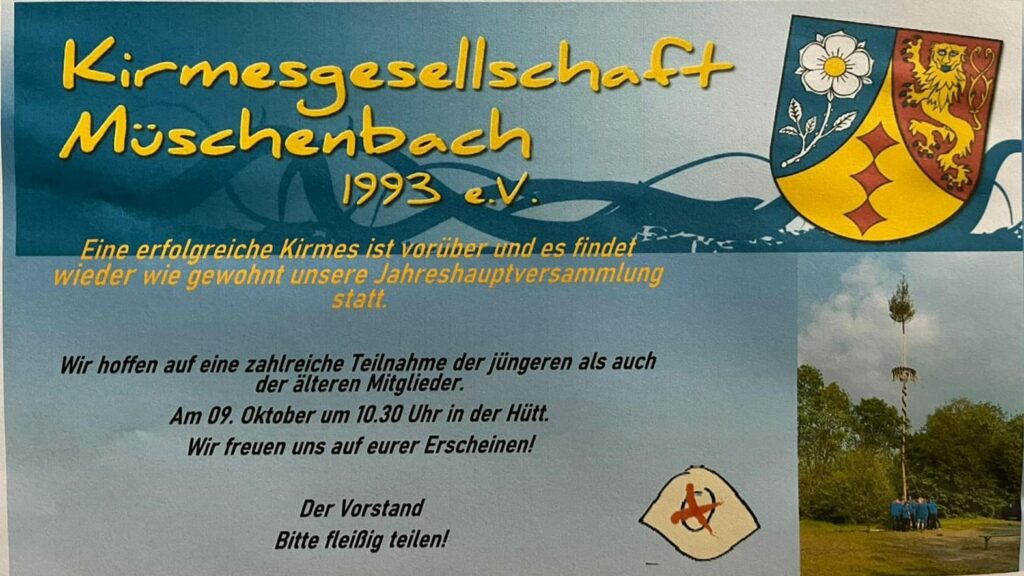 Kirmesgesellschaft
Müschenbach
1993 e.V.
Eine erfolgreiche Kirmes ist vorüber und es findet
wieder wie gewohnt unsere Jahreshauptversammlung
statt.
Wir hoffen auf eine zahlreiche Teilnahme der jüngeren als auch
der älteren Mitglieder.
Am 09. Oktober um 10.30 Uhr in der Hütt.
Wir freuen uns auf eurer Erscheinen!
Der Vorstand
Bitte fleißig teilen!